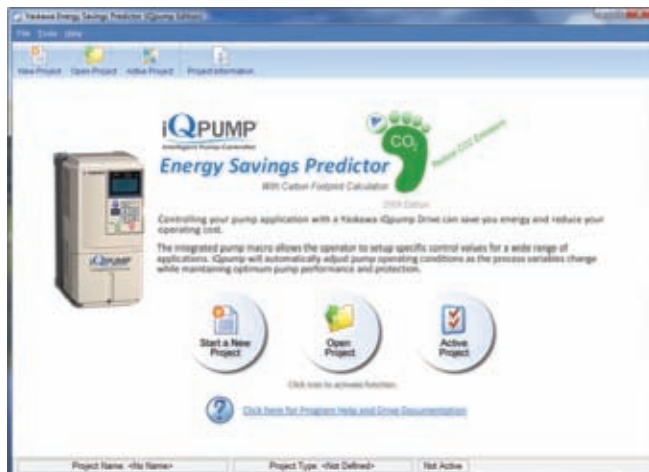 Yaskawa Energy Savings Predictor (iQpump Edition)
File Tools Help
New Project Open Project Active Project Project Information
iQPUMP
Intelligent Pump Controller
CO2
Reduce CO2 Emissions
Energy Savings Predictor
With Carbon Footprint Calculator
2009 Edition
Controlling your pump application with a Yaskawa iQpump Drive can save you energy and reduce your
operating cost.
The integrated pump macro allows the operator to setup specific control values for a wide range of
applications. iQpump will automatically adjust pump operating conditions as the process variables change
while maintaining optimum pump performance and protection.
iQPUMP
Start a New
Project
Open
Project
Active
Project
Click icon to activate function.
Click here for Program Help and Drive Documentation
Project Name: <No Name> Project Type: <Not Defined> Not Active